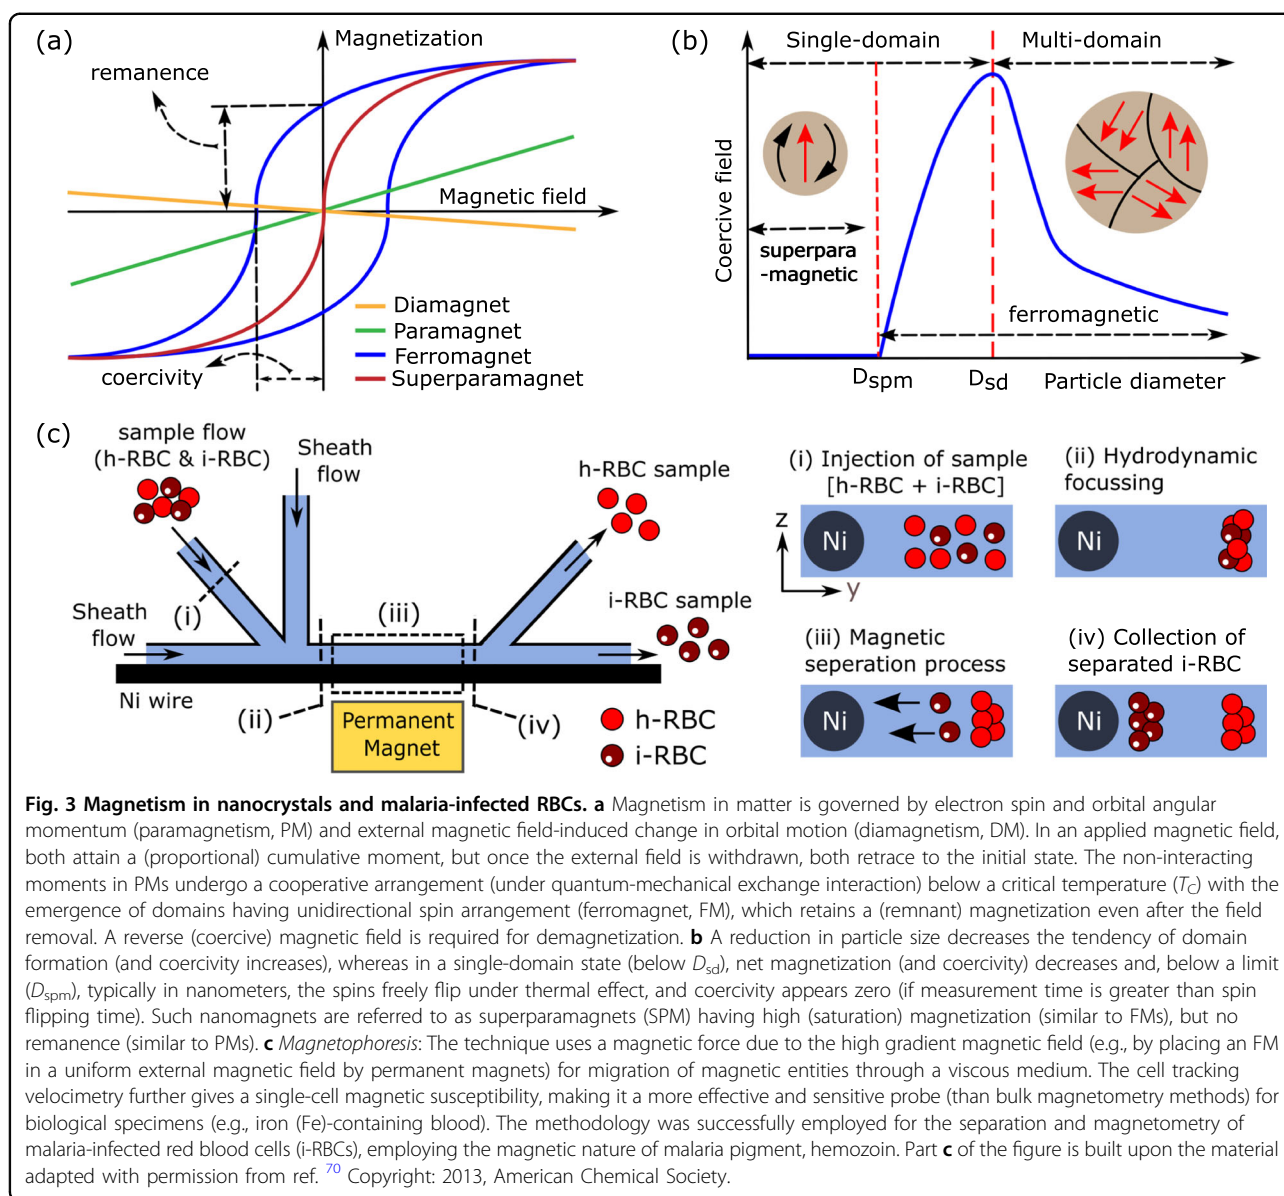 (a)
Magnetization
remanence
Magnetic field
Diamagnet
Paramagnet
Ferromagnet
Superparamagnet
coercivity
(b)
Single-domain
Multi-domain
Coercive field
superpara
-magnetic
ferromagnetic
Dspm
Dsd
Particle diameter
(c)
sample flow
(h-RBC & i-RBC)
Sheath
flow
h-RBC sample
(i)
Sheath
flow
(iii)
i-RBC sample
Ni wire
(ii)
Permanent
Magnet
(iv)
h-RBC
i-RBC
(i) Injection of sample
[h-RBC + i-RBC]
z
Ni
y
(ii) Hydrodynamic
focussing
Ni
(iii) Magnetic
seperation process
Ni
(iv) Collection of
separated i-RBC
Ni
Fig. 3 Magnetism in nanocrystals and malaria-infected RBCs. a Magnetism in matter is governed by electron spin and orbital angular
momentum (paramagnetism, PM) and external magnetic field-induced change in orbital motion (diamagnetism, DM). In an applied magnetic field,
both attain a (proportional) cumulative moment, but once the external field is withdrawn, both retrace to the initial state. The non-interacting
moments in PMs undergo a cooperative arrangement (under quantum-mechanical exchange interaction) below a critical temperature (TC) with the
emergence of domains having unidirectional spin arrangement (ferromagnet, FM), which retains a (remnant) magnetization even after the field
removal. A reverse (coercive) magnetic field is required for demagnetization. b A reduction in particle size decreases the tendency of domain
formation (and coercivity increases), whereas in a single-domain state (below Dsd), net magnetization (and coercivity) decreases and, below a limit
(Dspm), typically in nanometers, the spins freely flip under thermal effect, and coercivity appears zero (if measurement time is greater than spin
flipping time). Such nanomagnets are referred to as superparamagnets (SPM) having high (saturation) magnetization (similar to FMs), but no
remanence (similar to PMs). c Magnetophoresis: The technique uses a magnetic force due to the high gradient magnetic field (e.g., by placing an FM
in a uniform external magnetic field by permanent magnets) for migration of magnetic entities through a viscous medium. The cell tracking
velocimetry further gives a single-cell magnetic susceptibility, making it a more effective and sensitive probe (than bulk magnetometry methods) for
biological specimens (e.g., iron (Fe)-containing blood). The methodology was successfully employed for the separation and magnetometry of
malaria-infected red blood cells (i-RBCs), employing the magnetic nature of malaria pigment, hemozoin. Part c of the figure is built upon the material
adapted with permission from ref. 70 Copyright: 2013, American Chemical Society.